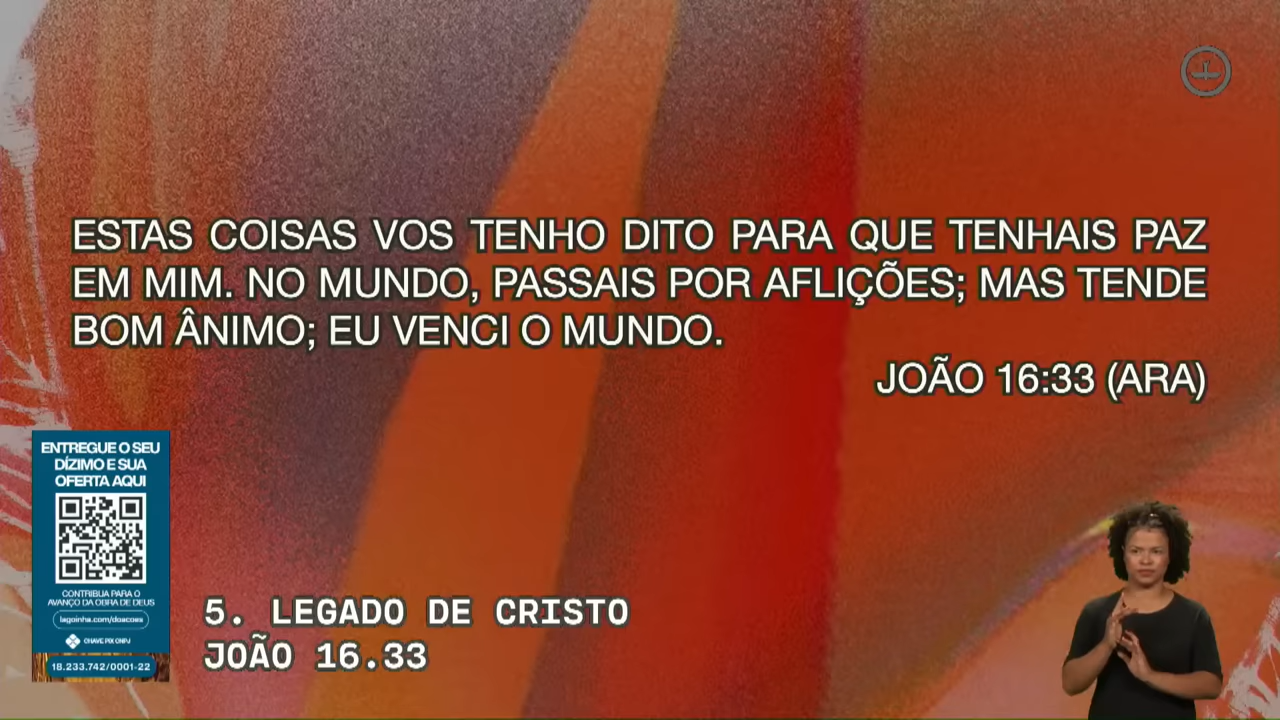 ESTAS COISAS VOS TENHO DITO PARA QUE TENHAIS PAZ
EM MIM. NO MUNDO, PASSAIS POR AFLIÇÕES; MAS TENDE
BOM ÂNIMO; EU VENCI O MUNDO.
JOÃO 16:33 (ARA)
ENTREGUE O SEU
DÍZIMO E SUA
OFERTA AQUI
CONTRIBUA PARA O
AVANÇO DA OBRA DE DEUS
lagoinha.com/doacoes
CHAVE PIX CNPJ
18.233.742/0001-22
5. LEGADO DE CRISTO
JOÃO 16.33